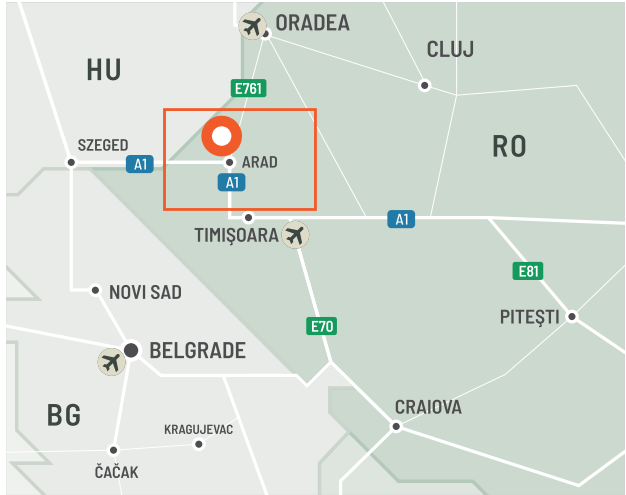 ORADEA
CLUJ
HU
E761
SZEGED
A1
ARAD
RO
A1
A1
TIMIŞOARA
E81
NOVI SAD
PITEŞTI
E70
BELGRADE
BG
CRAIOVA
KRAGUJEVAC
ČAČAK